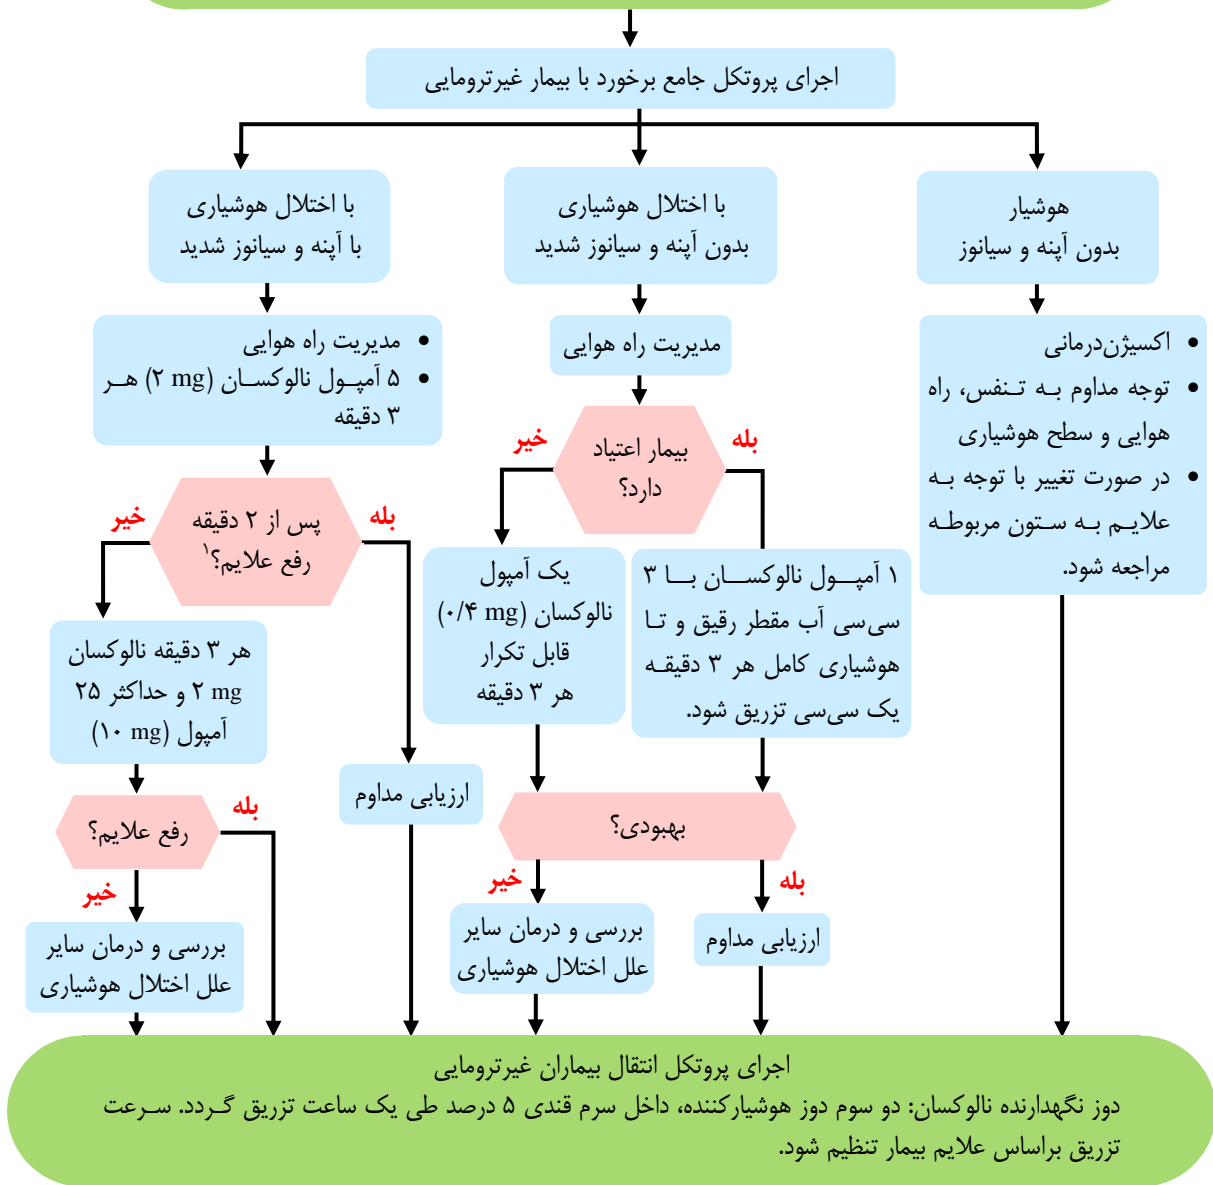 اجرای پروتکل جامع برخورد با بیمار غیرترومایی
هوشیار
بدون آپنه و سیانوز
با اختلال هوشیاری
بدون آپنه و سیانوز شدید
با اختلال هوشیاری
با آپنه و سیانوز شدید
• اکسیژن‌درمانی
• توجه مداوم به تنفس، راه
هوایی و سطح هوشیاری
• در صورت تغییر با توجه به
علایم به ستون مربوطه
مراجعه شود.
مدیریت راه هوایی
بیمار اعتیاد
دارد؟
بله
خیر
۱ آمپول نالوکسان با ۳
سی‌سی آب مقطر رقیق و تا
هوشیاری کامل هر ۳ دقیقه
یک سی‌سی تزریق شود.
یک آمپول
نالوکسان (۰/۴ mg)
قابل تکرار
هر ۳ دقیقه
بهبودی؟
بله
خیر
ارزیابی مداوم
بررسی و درمان سایر
علل اختلال هوشیاری
• مدیریت راه هوایی
• ۵ آمپول نالوکسان (۲ mg) هر
۳ دقیقه
پس از ۲ دقیقه
رفع علایم؟۱
بله
خیر
ارزیابی مداوم
هر ۳ دقیقه نالوکسان
۲ mg و حداکثر ۲۵
آمپول (۱۰ mg)
رفع علایم؟
بله
خیر
بررسی و درمان سایر
علل اختلال هوشیاری
اجرای پروتکل انتقال بیماران غیرترومایی
دوز نگهدارنده نالوکسان: دو سوم دوز هوشیارکننده، داخل سرم قندی ۵ درصد طی یک ساعت تزریق گردد. سرعت
تزریق براساس علایم بیمار تنظیم شود.